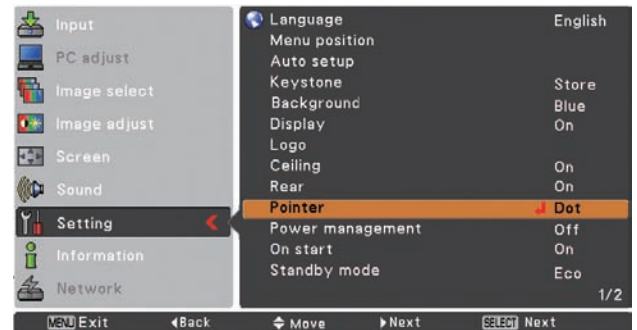 Input
PC adjust
Image select
Image adjust
Screen
Sound
Setting
Information
Network
Language English
Menu position
Auto setup
Keystone Store
Background Blue
Display On
Logo
Ceiling On
Rear On
Pointer Dot
Power management Off
On start On
Standby mode Eco
1/2
MENU Exit Back Move Next SELECT Next